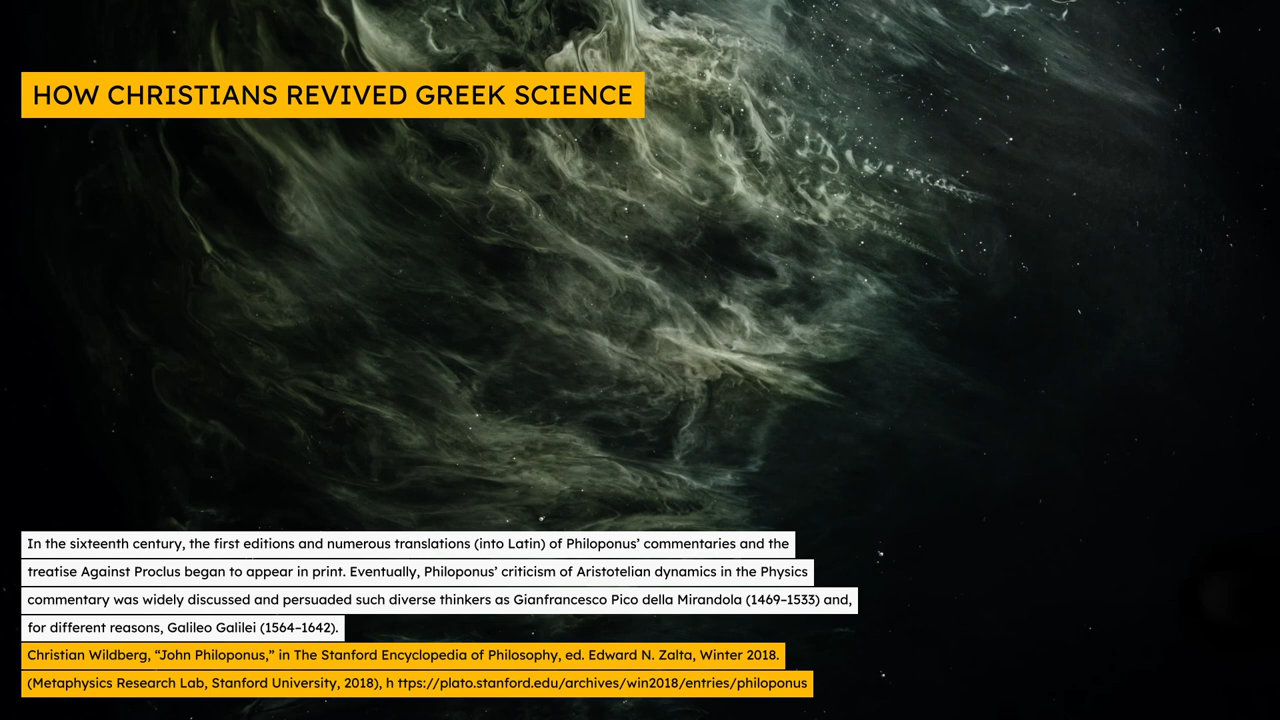 HOW CHRISTIANS REVIVED GREEK SCIENCE
In the sixteenth century, the first editions and numerous translations (into Latin) of Philoponus’ commentaries and the
treatise Against Proclus began to appear in print. Eventually, Philoponus’ criticism of Aristotelian dynamics in the Physics
commentary was widely discussed and persuaded such diverse thinkers as Gianfrancesco Pico della Mirandola (1469–1533) and,
for different reasons, Galileo Galilei (1564–1642).
Christian Wildberg, “John Philoponus,” in The Stanford Encyclopedia of Philosophy, ed. Edward N. Zalta, Winter 2018.
(Metaphysics Research Lab, Stanford University, 2018), h ttps://plato.stanford.edu/archives/win2018/entries/philoponus